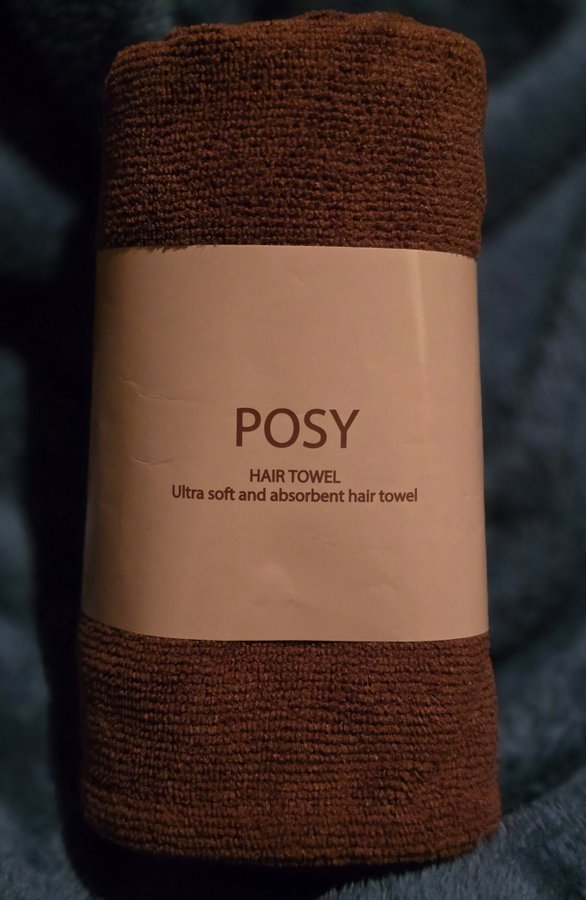 POSY
HAIR TOWEL
Ultra soft and absorbent hair towel